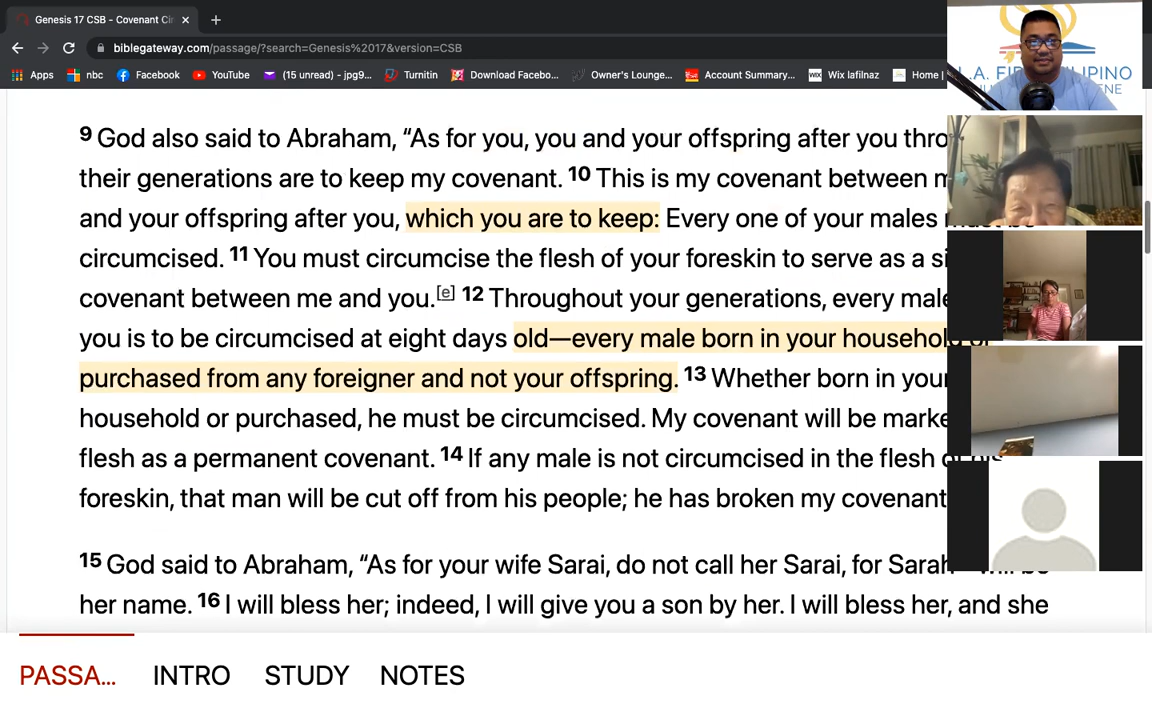 Genesis 17 CSB - Covenant Cir
biblegateway.com/passage/?search=Genesis%2017&version=CSB
Apps nbc Facebook YouTube (15 unread) - jpg9... Turnitin Download Facebo... Owner's Lounge... Account Summary... WIX Wix lafilnaz Home |
L.A. FI PINO
ENE
9 God also said to Abraham, “As for you, you and your offspring after you thro
their generations are to keep my covenant. 10 This is my covenant between
and your offspring after you, which you are to keep: Every one of your males
circumcised. 11 You must circumcise the flesh of your foreskin to serve as a si
covenant between me and you.[e] 12 Throughout your generations, every male
you is to be circumcised at eight days old—every male born in your household or
purchased from any foreigner and not your offspring. 13 Whether born in your
household or purchased, he must be circumcised. My covenant will be marke
flesh as a permanent covenant. 14 If any male is not circumcised in the flesh of his
foreskin, that man will be cut off from his people; he has broken my covenant
15 God said to Abraham, “As for your wife Sarai, do not call her Sarai, for Sarah will be
her name. 16 I will bless her; indeed, I will give you a son by her. I will bless her, and she
PASSA... INTRO STUDY NOTES